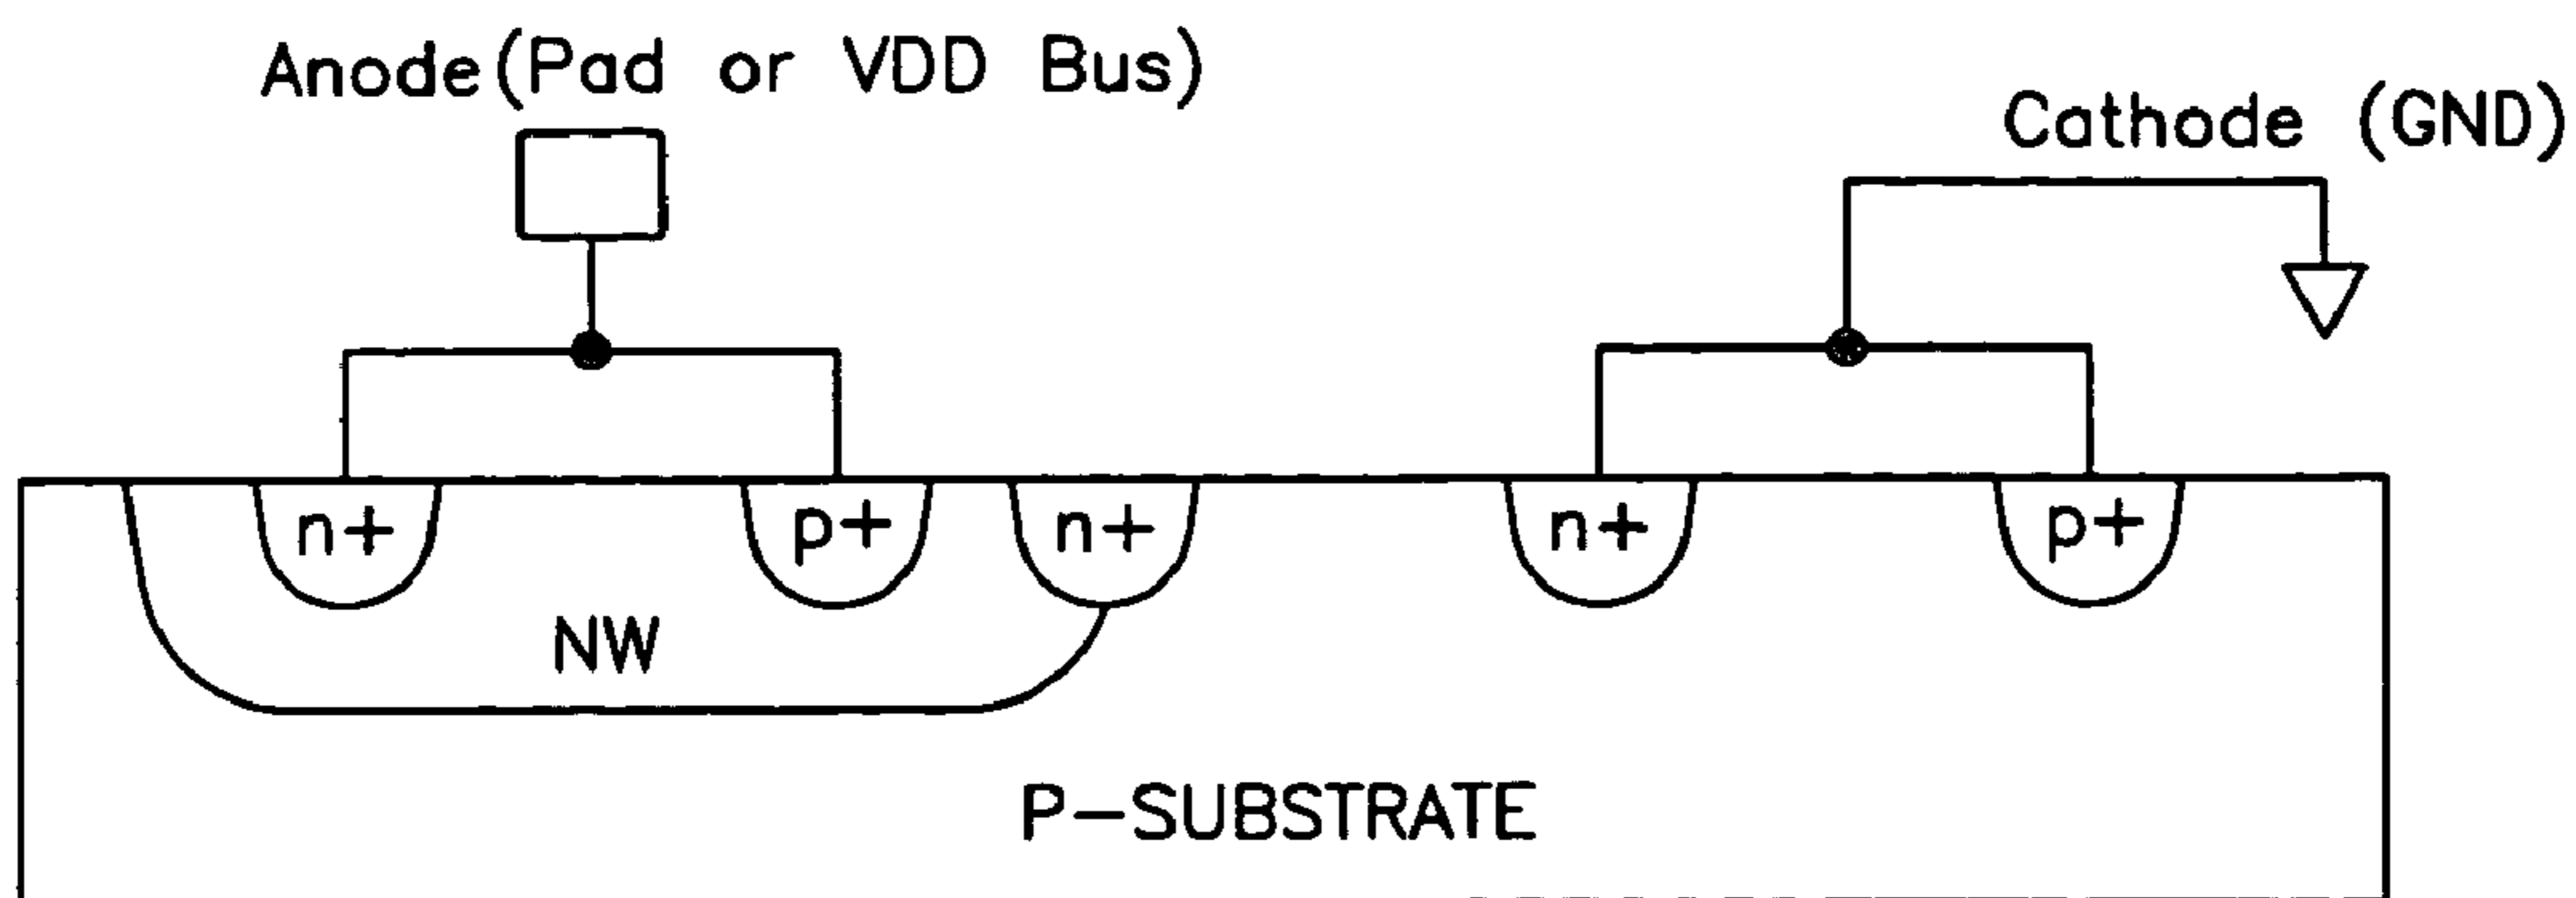 Anode(Pad or VDD Bus)
Cathode (GND)
n+
p+
n+
n+
p+
NW
P-SUBSTRATE